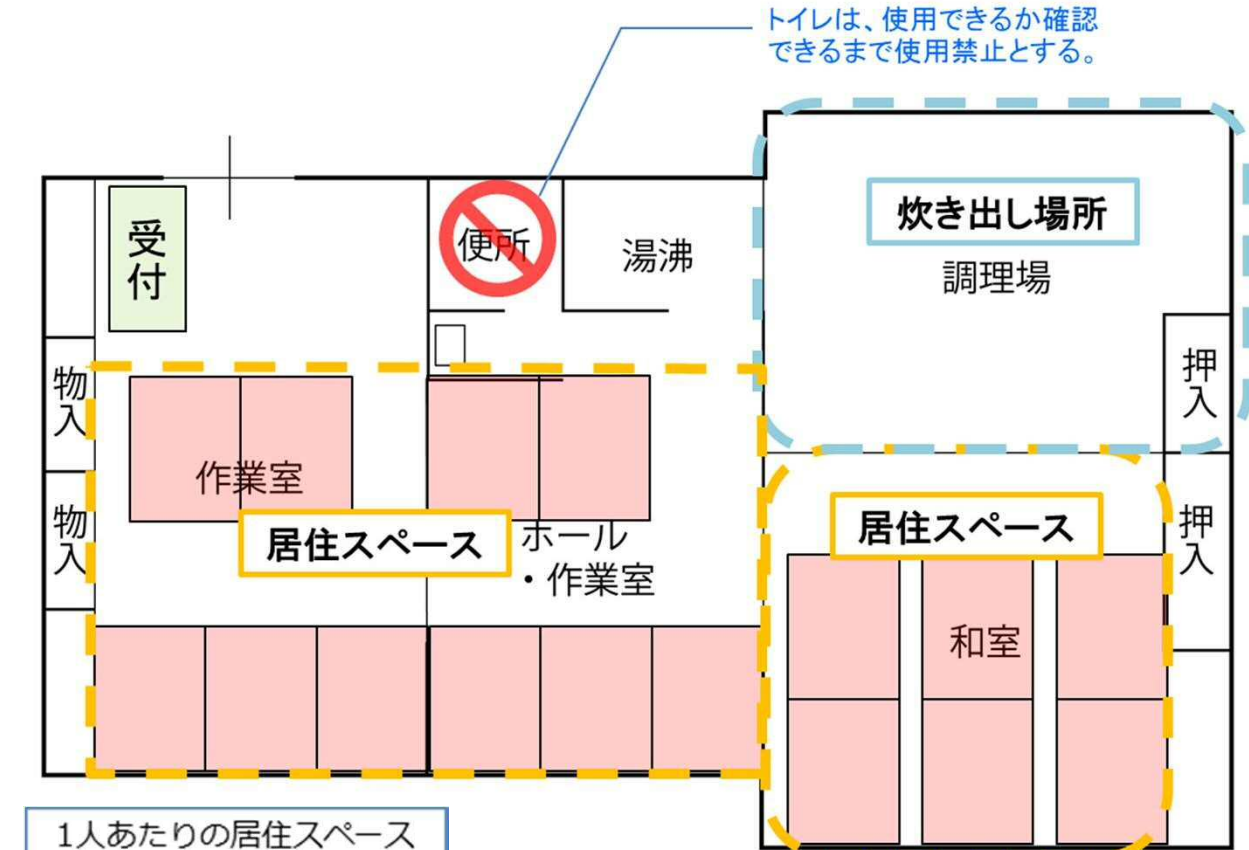 トイレは、使用できるか確認
できるまで使用禁止とする。
受付
便所
湯沸
炊き出し場所
調理場
押入
物入
作業室
物入
居住スペース
ホール
・作業室
居住スペース
押入
和室
1人あたりの居住スペース